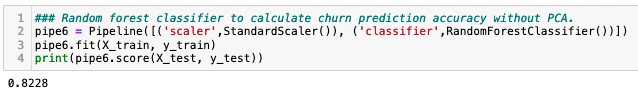 1 ### Random forest classifier to calculate churn prediction accuracy without PCA.
2 pipe6 = Pipeline([('scaler',StandardScaler()), ('classifier',RandomForestClassifier())])
3 pipe6.fit(X_train, y_train)
4 print(pipe6.score(X_test, y_test))
0.8228